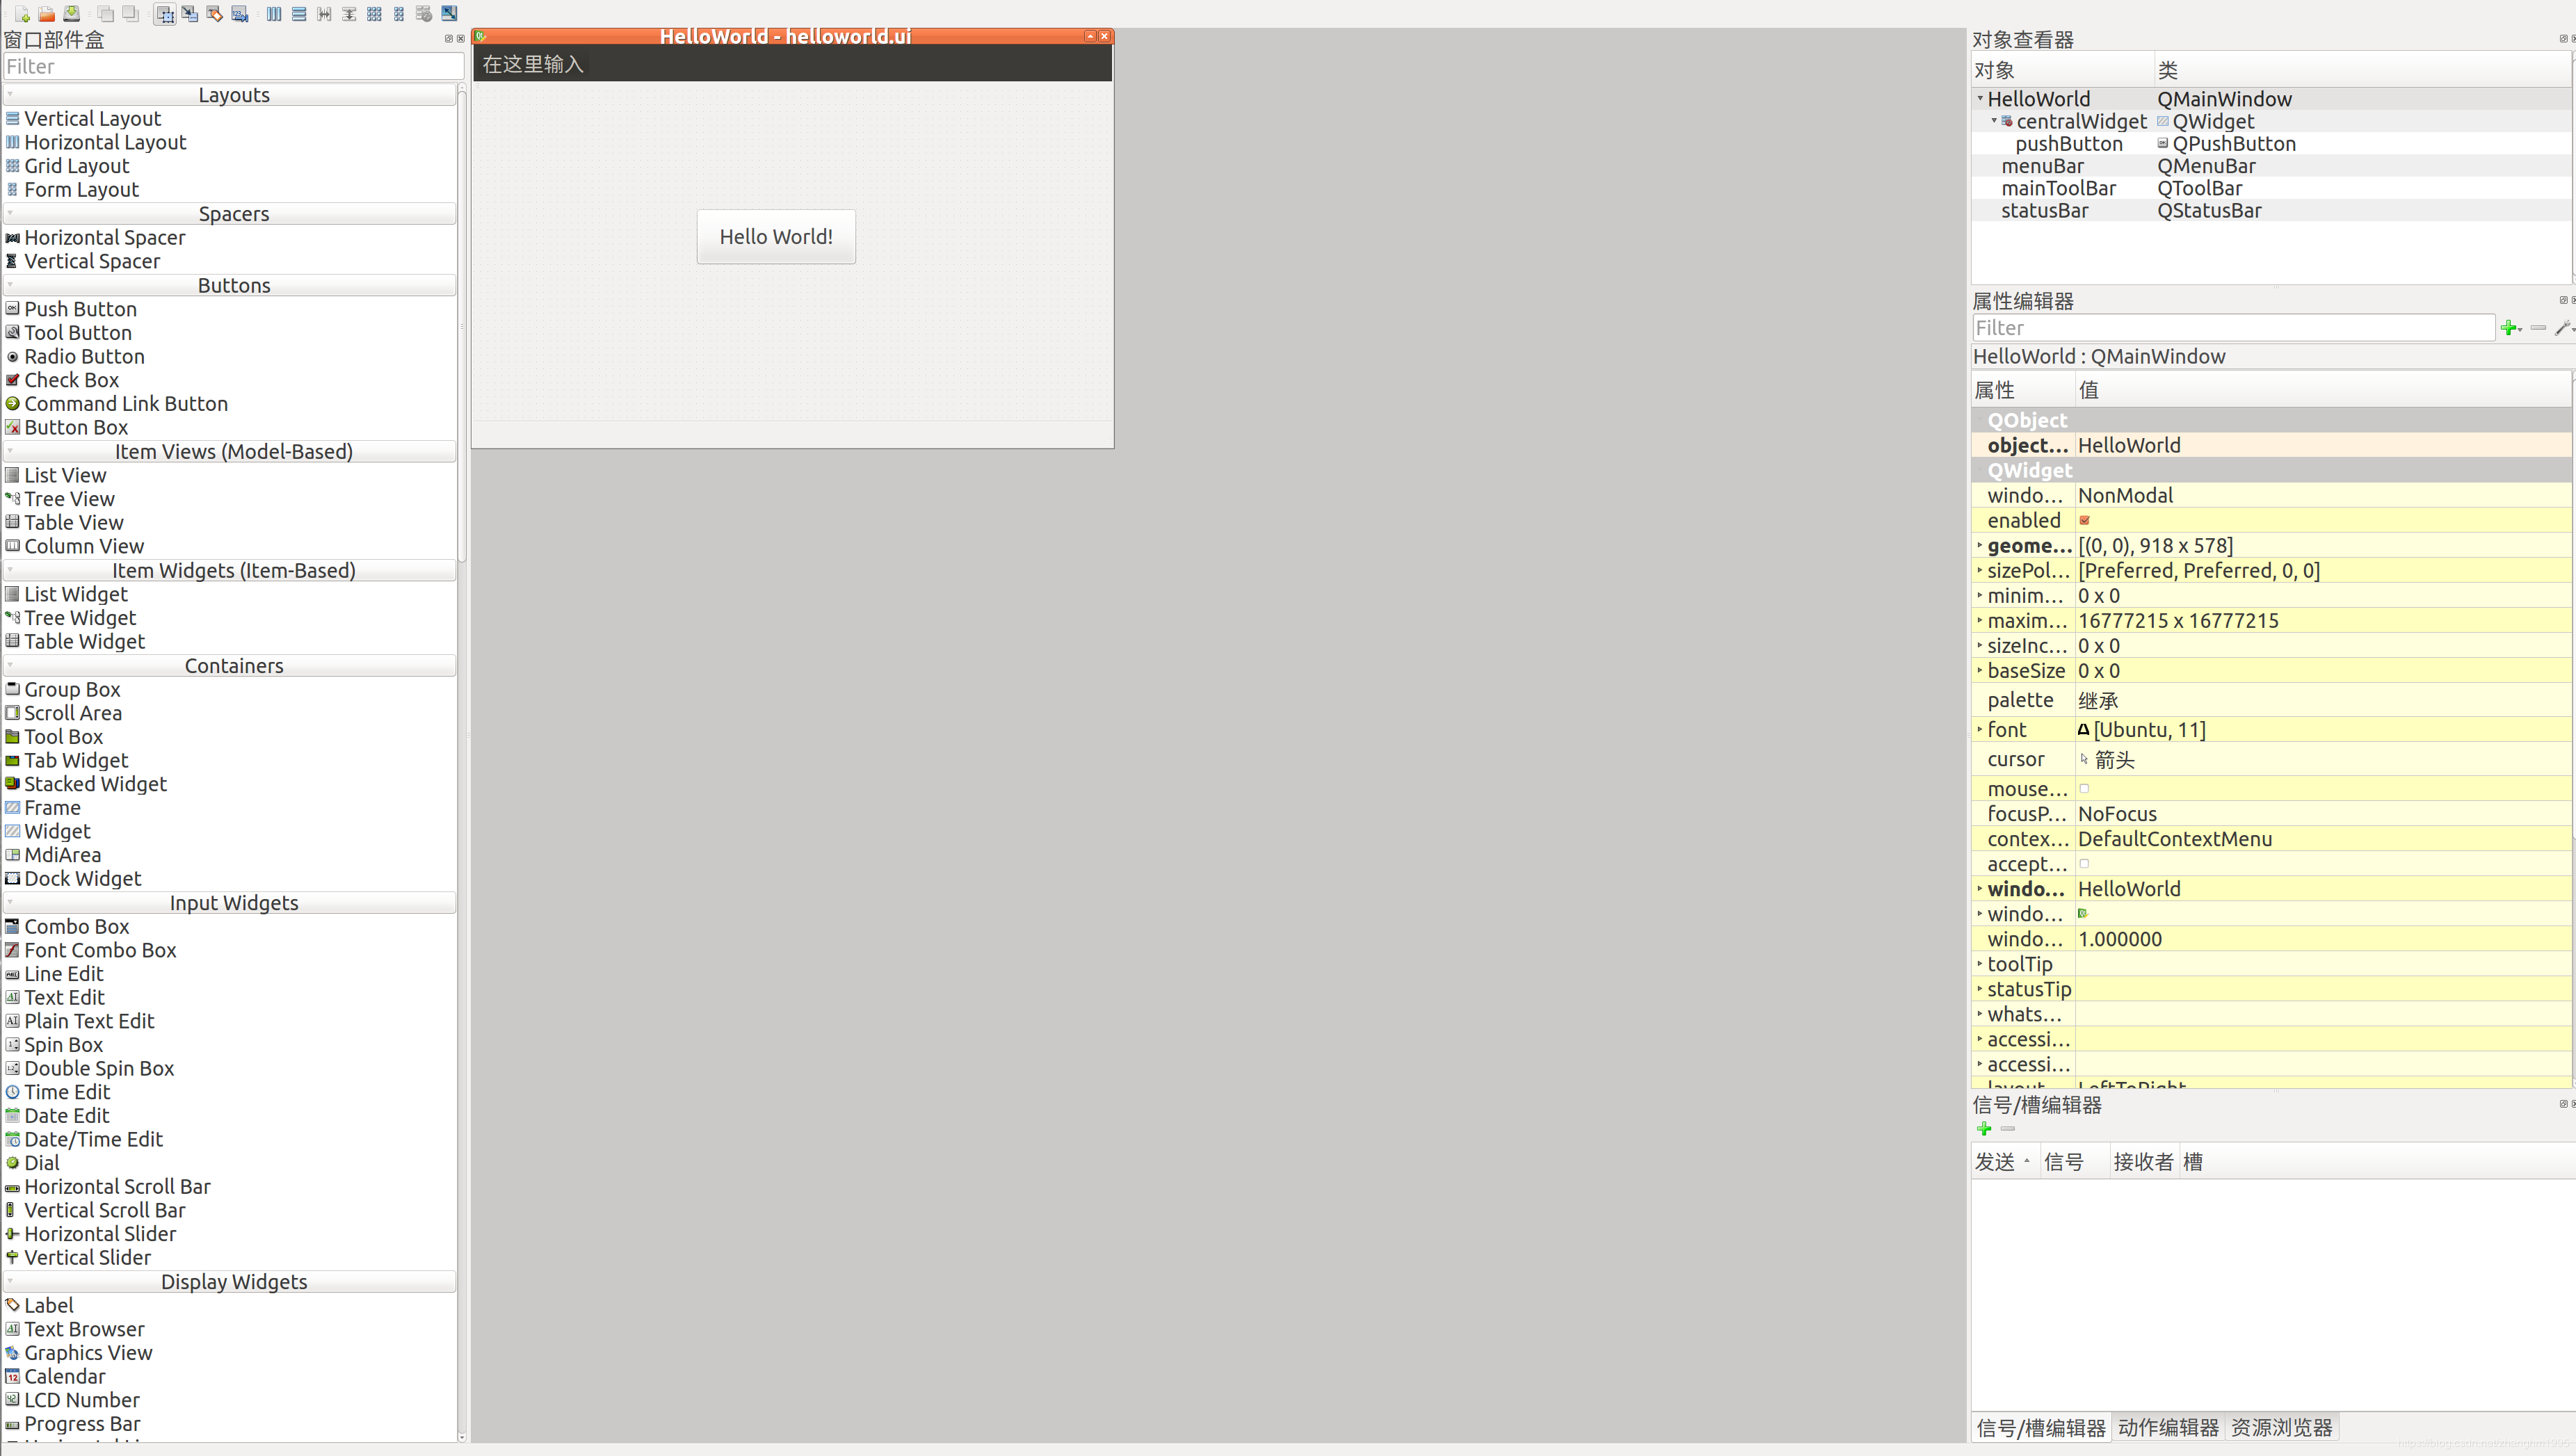 窗口部件盒
Filter
Layouts
Vertical Layout
Horizontal Layout
Grid Layout
Form Layout
Spacers
Horizontal Spacer
Vertical Spacer
Buttons
Push Button
Tool Button
Radio Button
Check Box
Command Link Button
Button Box
Item Views (Model-Based)
List View
Tree View
Table View
Column View
Item Widgets (Item-Based)
List Widget
Tree Widget
Table Widget
Containers
Group Box
Scroll Area
Tool Box
Tab Widget
Stacked Widget
Frame
Widget
MdiArea
Dock Widget
Input Widgets
Combo Box
Font Combo Box
Line Edit
Text Edit
Plain Text Edit
Spin Box
Double Spin Box
Time Edit
Date Edit
Date/Time Edit
Dial
Horizontal Scroll Bar
Vertical Scroll Bar
Horizontal Slider
Vertical Slider
Display Widgets
Label
Text Browser
Graphics View
Calendar
LCD Number
Progress Bar
HelloWorld - helloworld.ui
在这里输入
Hello World!
对象查看器
对象 类
HelloWorld QMainWindow
centralWidget QWidget
pushButton QPushButton
menuBar QMenuBar
mainToolBar QToolBar
statusBar QStatusBar
属性编辑器
Filter
HelloWorld : QMainWindow
属性 值
QObject
object... HelloWorld
QWidget
windo... NonModal
enabled
geome... [(0, 0), 918 x 578]
sizePol... [Preferred, Preferred, 0, 0]
minim... 0 x 0
maxim... 16777215 x 16777215
sizeInc... 0 x 0
baseSize 0 x 0
palette 继承
font [Ubuntu, 11]
cursor 箭头
mouse...
focusP... NoFocus
contex... DefaultContextMenu
accept...
windo... HelloWorld
windo...
windo... 1.000000
toolTip
statusTip
whats...
accessi...
accessi...
layout... LeftToRight
信号/槽编辑器
发送 信号 接收者 槽
信号/槽编辑器 动作编辑器 资源浏览器